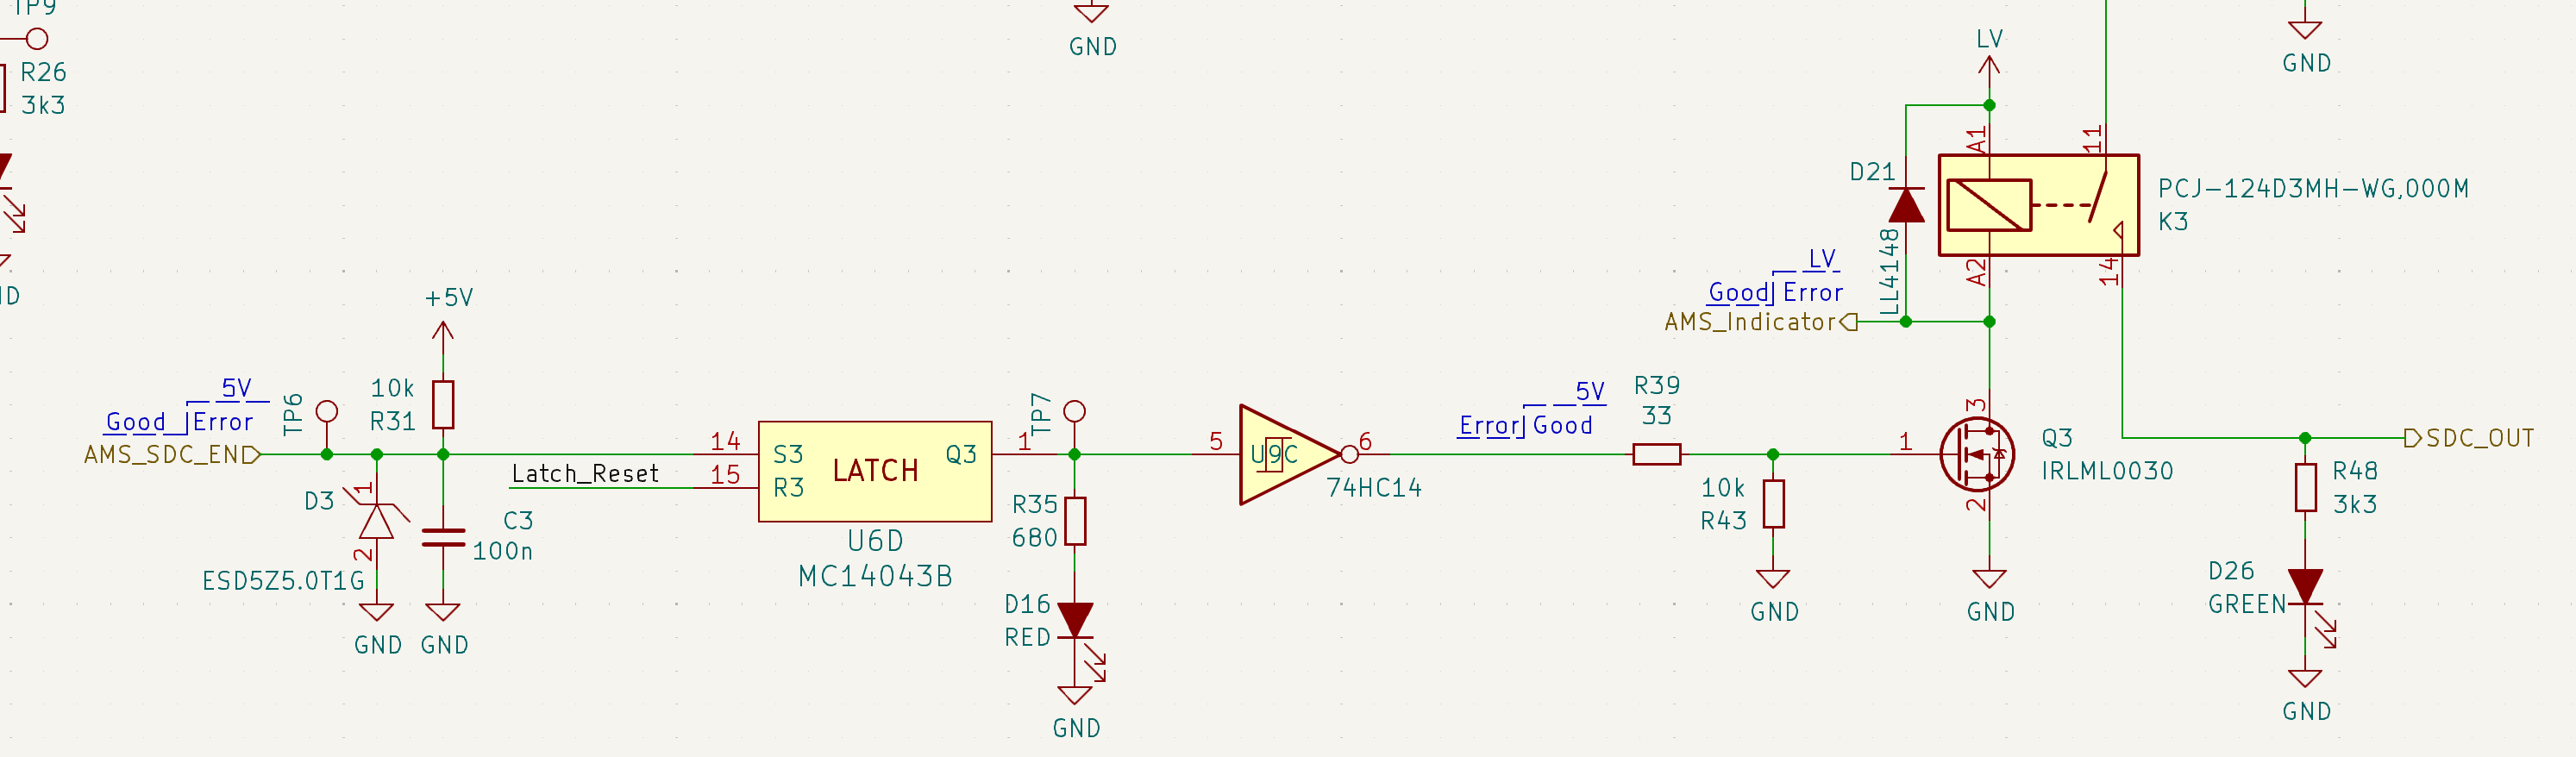 TP9
R26
3k3
GND
LV
GND
D21
A1
11
PCJ-124D3MH-WG,000M
K3
LL4148
A2
14
LV
Good Error
AMS_Indicator
+5V
5V
Good Error
AMS_SDC_EN
TP6
10k
R31
Latch_Reset
14
15
S3
R3
LATCH
Q3
1
TP7
5
U9C
6
74HC14
5V
Error Good
R39
33
1
3
2
Q3
IRLML0030
SDC_OUT
D3
1
2
ESD5Z5.0T1G
C3
100n
U6D
MC14043B
R35
680
10k
R43
R48
3k3
GND
GND
D16
RED
GND
GND
GND
D26
GREEN
GND